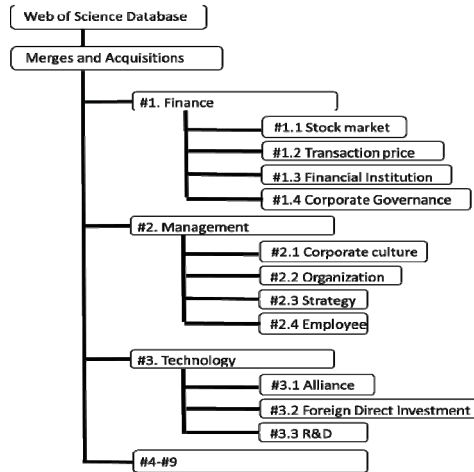 Web of Science Database
Merges and Acquisitions
#1. Finance
#1.1 Stock market
#1.2 Transaction price
#1.3 Financial Institution
#1.4 Corporate Governance
#2. Management
#2.1 Corporate culture
#2.2 Organization
#2.3 Strategy
#2.4 Employee
#3. Technology
#3.1 Alliance
#3.2 Foreign Direct Investment
#3.3 R&D
#4-#9